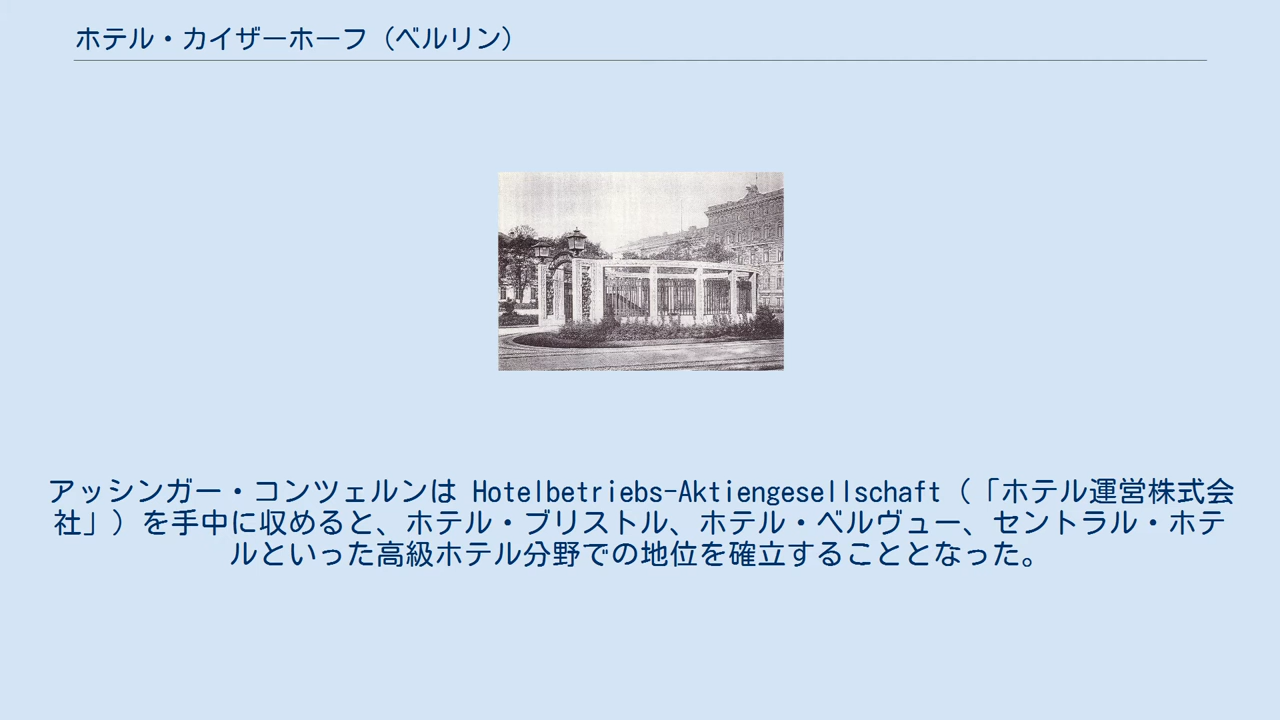 ホテル・カイザーホーフ（ベルリン）
アッシンガー・コンツェルンは Hotelbetriebs-Aktiengesellschaft（「ホテル運営株式会
社」）を手中に収めると、ホテル・ブリストル、ホテル・ベルヴュー、セントラル・ホテ
ルといった高級ホテル分野での地位を確立することとなった。